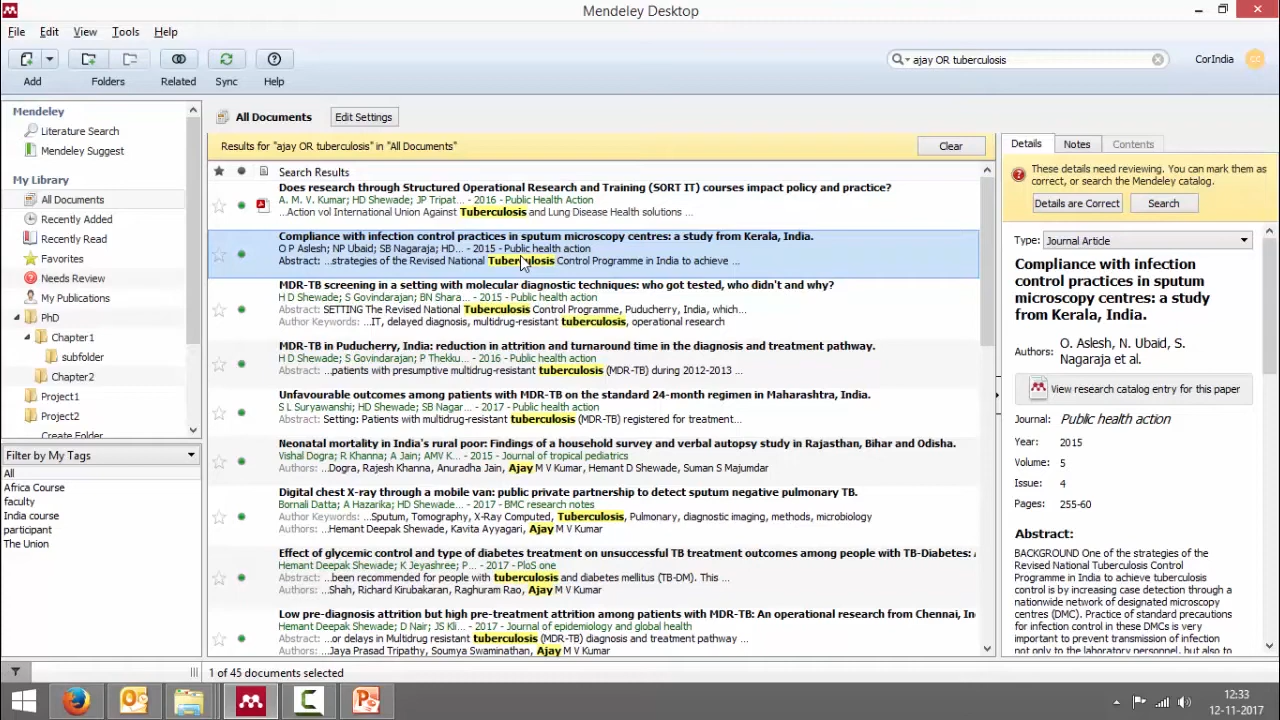 Mendeley Desktop
File Edit View Tools Help
ajay OR tuberculosis
CorIndia
CC
Add Folders Related Sync Help
Mendeley
Literature Search
Mendeley Suggest
My Library
All Documents
Recently Added
Recently Read
Favorites
Needs Review
My Publications
PhD
Chapter1
subfolder
Chapter2
Project1
Project2
Create Folder
Filter by My Tags
All
Africa Course
faculty
India course
participant
The Union
All Documents Edit Settings
Results for "ajay OR tuberculosis" in "All Documents" Clear
Search Results
Does research through Structured Operational Research and Training (SORT IT) courses impact policy and practice?
A. M. V. Kumar; HD Shewade; JP Tripat... - 2016 - Public Health Action
...Action vol International Union Against Tuberculosis and Lung Disease Health solutions ...
Compliance with infection control practices in sputum microscopy centres: a study from Kerala, India.
O P Aslesh; NP Ubaid; SB Nagaraja; HD... - 2015 - Public health action
Abstract: ...strategies of the Revised National Tuberculosis Control Programme in India to achieve ...
MDR-TB screening in a setting with molecular diagnostic techniques: who got tested, who didn't and why?
H D Shewade; S Govindarajan; BN Shara... - 2015 - Public health action
Abstract: SETTING The Revised National Tuberculosis Control Programme, Puducherry, India, which...
Author Keywords: ...IT, delayed diagnosis, multidrug-resistant tuberculosis, operational research
MDR-TB in Puducherry, India: reduction in attrition and turnaround time in the diagnosis and treatment pathway.
H D Shewade; S Govindarajan; P Thekku... - 2016 - Public health action
Abstract: ...patients with presumptive multidrug-resistant tuberculosis (MDR-TB) during 2012-2013 ...
Unfavourable outcomes among patients with MDR-TB on the standard 24-month regimen in Maharashtra, India.
S L Suryawanshi; HD Shewade; SB Nagar... - 2017 - Public health action
Abstract: Setting: Patients with multidrug-resistant tuberculosis (MDR-TB) registered for treatment...
Neonatal mortality in India's rural poor: Findings of a household survey and verbal autopsy study in Rajasthan, Bihar and Odisha.
Vishal Dogra; R Khanna; A Jain; AMV K... - 2015 - Journal of tropical pediatrics
Authors: ...Dogra, Rajesh Khanna, Anuradha Jain, Ajay M V Kumar, Hemant D Shewade, Suman S Majumdar
Digital chest X-ray through a mobile van: public private partnership to detect sputum negative pulmonary TB.
Bornali Datta; A Hazarika; HD Shewade... - 2017 - BMC research notes
Author Keywords: ...Sputum, Tomography, X-Ray Computed, Tuberculosis, Pulmonary, diagnostic imaging, methods, microbiology
Authors: ...Hemant Deepak Shewade, Kavita Ayyagari, Ajay M V Kumar
Effect of glycemic control and type of diabetes treatment on unsuccessful TB treatment outcomes among people with TB-Diabetes:
Hemant Deepak Shewade; K Jeyashree; P... - 2017 - PloS one
Abstract: ...been recommended for people with tuberculosis and diabetes mellitus (TB-DM). This ...
Authors: ...Shah, Richard Kirubakaran, Raghuram Rao, Ajay M V Kumar
Low pre-diagnosis attrition but high pre-treatment attrition among patients with MDR-TB: An operational research from Chennai, In
Hemant Deepak Shewade; D Nair; JS Kli... - 2017 - Journal of epidemiology and global health
Abstract: ...or delays in Multidrug resistant tuberculosis (MDR-TB) diagnosis and treatment pathway ...
Authors: ...Jaya Prasad Tripathy, Soumya Swaminathan, Ajay M V Kumar
1 of 45 documents selected
Details Notes Contents
These details need reviewing. You can mark them as
correct, or search the Mendeley catalog.
Details are Correct Search
Type: Journal Article
Compliance with infection
control practices in sputum
microscopy centres: a study
from Kerala, India.
Authors: O. Aslesh, N. Ubaid, S.
Nagaraja et al.
View research catalog entry for this paper
Journal: Public health action
Year: 2015
Volume: 5
Issue: 4
Pages: 255-60
Abstract:
BACKGROUND One of the strategies of the
Revised National Tuberculosis Control
Programme in India to achieve tuberculosis
control is by increasing case detection through a
nationwide network of designated microscopy
centres (DMC). Practice of standard precautions
for infection control in these DMCs is very
important to prevent transmission of infection
not only to the laboratory personnel, but also to
12:33
12-11-2017